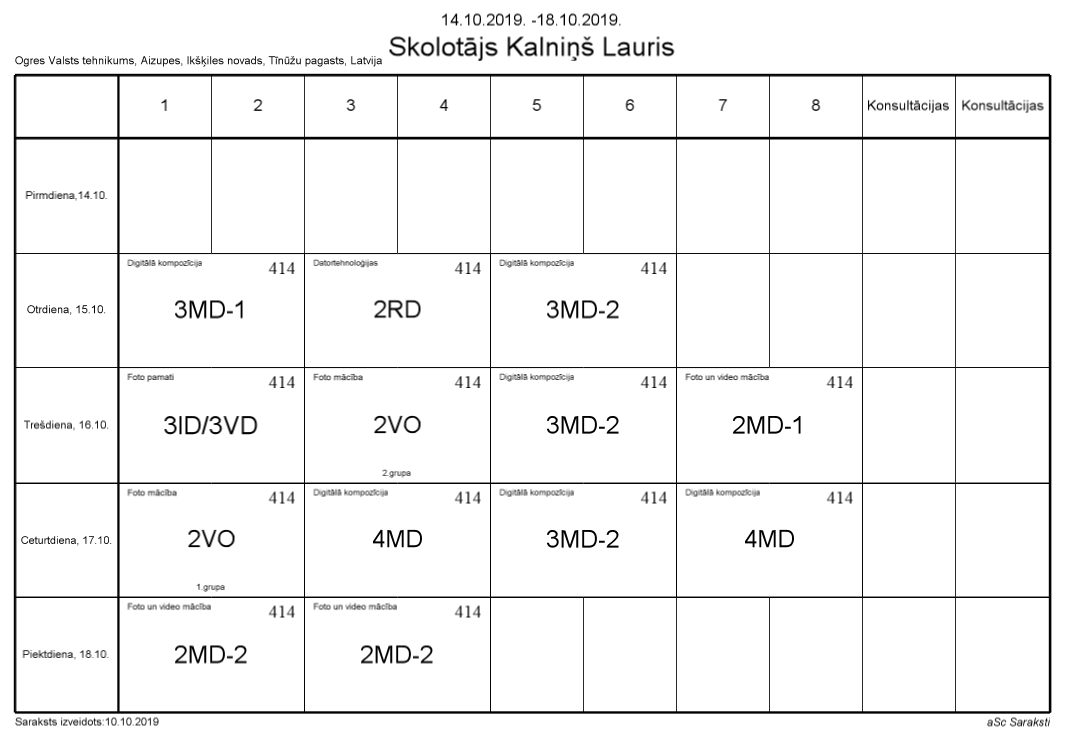 14.10.2019. -18.10.2019.
Skolotājs Kalniņš Lauris
Ogres Valsts tehnikums, Aizupes, Ikšķiles novads, Tīnūžu pagasts, Latvija
1 2 3 4 5 6 7 8 Konsultācijas Konsultācijas
Pirmdiena,14.10.
Digitālā kompozīcija 414 Datortehnoloģijas 414 Digitālā kompozīcija 414
Otrdiena, 15.10. 3MD-1 2RD 3MD-2
Foto pamati 414 Foto mācība 414 Digitālā kompozīcija 414 Foto un video mācība 414
Trešdiena, 16.10. 3ID/3VD 2VO 3MD-2 2MD-1
2.grupa
Foto mācība 414 Digitālā kompozīcija 414 Digitālā kompozīcija 414 Digitālā kompozīcija 414
Ceturtdiena, 17.10. 2VO 4MD 3MD-2 4MD
1.grupa
Foto un video mācība 414 Foto un video mācība 414
Piektdiena, 18.10. 2MD-2 2MD-2
Saraksts izveidots:10.10.2019 aSc Saraksti